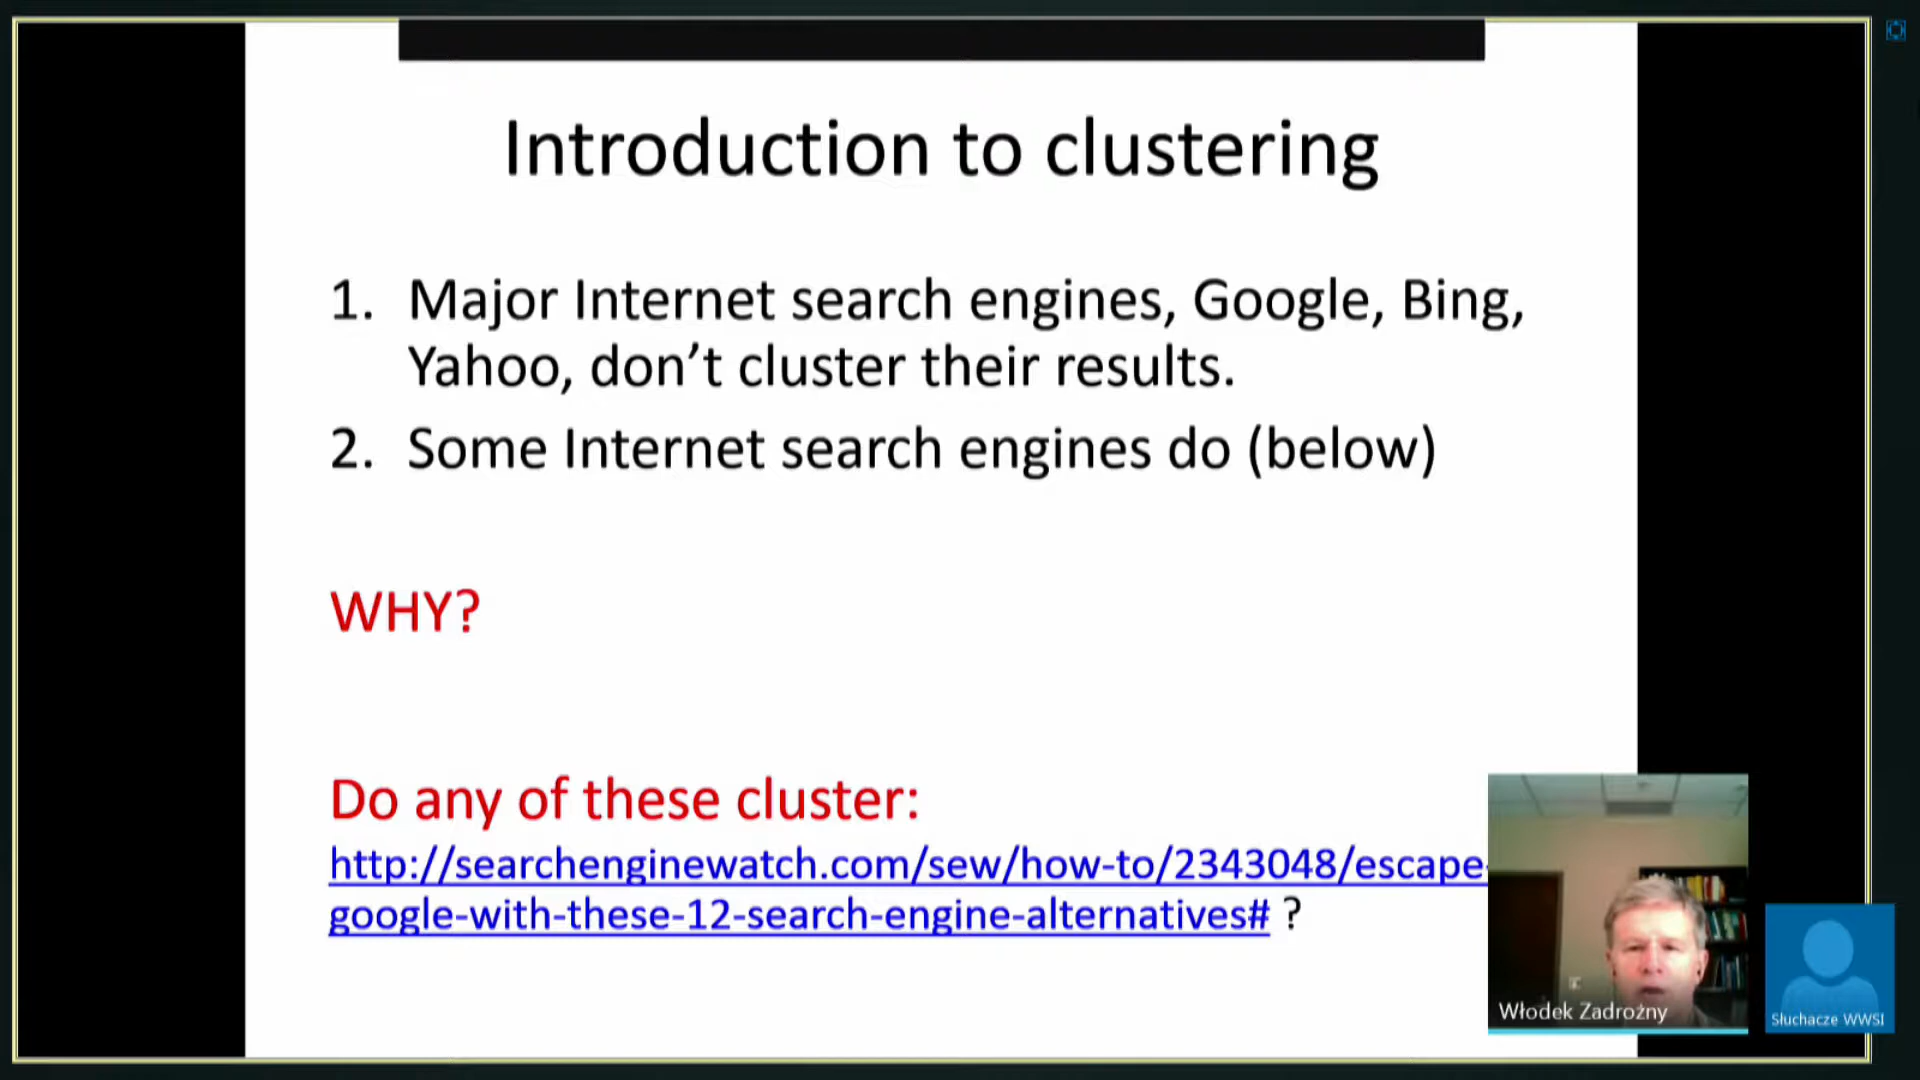 Introduction to clustering
1. Major Internet search engines, Google, Bing,
Yahoo, don’t cluster their results.
2. Some Internet search engines do (below)
WHY?
Do any of these cluster:
http://searchenginewatch.com/sew/how-to/2343048/escape-
google-with-these-12-search-engine-alternatives# ?
Włodek Zadrożny
Słuchacze WWSI